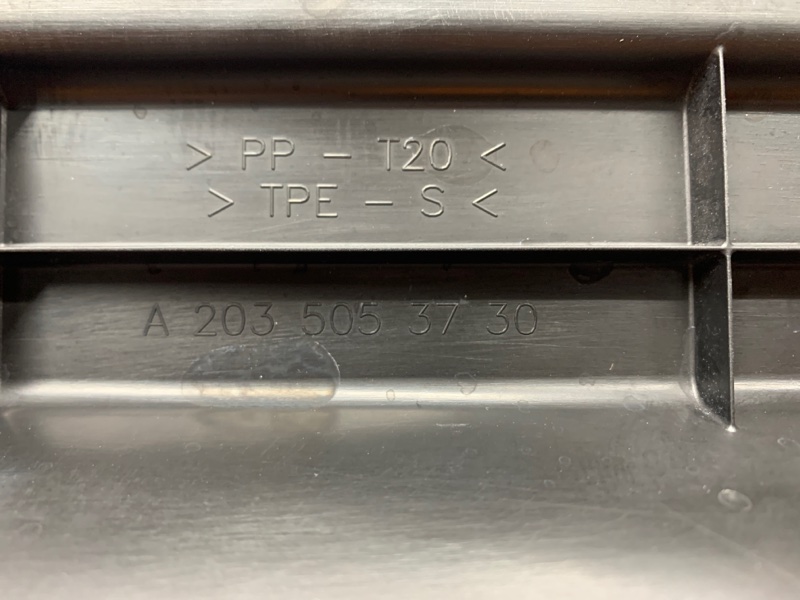 > PP - T20 <
> TPE - S <
A 203 505 37 30